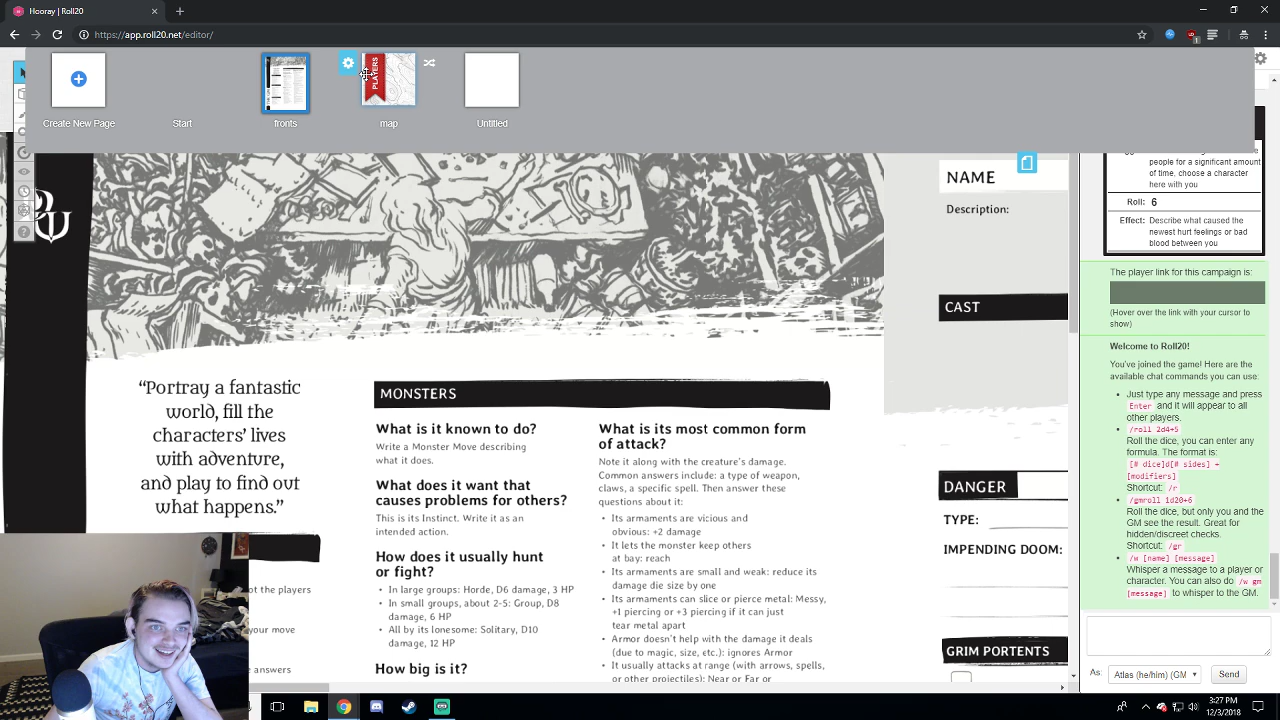 Hooray Roll20!
https://app.roll20.net/editor/
PLAYERS
Create New Page
Start
fronts
map
Untitled
“Portray a fantastic
world, fill the
characters’ lives
with adventure,
and play to find out
what happens.”
ot the players
your move
answers
MONSTERS
What is it known to do?
Write a Monster Move describing
what it does.
What does it want that
causes problems for others?
This is its Instinct. Write it as an
intended action.
How does it usually hunt
or fight?
• In large groups: Horde, D6 damage, 3 HP
• In small groups, about 2-5: Group, D8
damage, 6 HP
• All by its lonesome: Solitary, D10
damage, 12 HP
How big is it?
What is its most common form
of attack?
Note it along with the creature’s damage.
Common answers include: a type of weapon,
claws, a specific spell. Then answer these
questions about it:
• Its armaments are vicious and
obvious: +2 damage
• It lets the monster keep others
at bay: reach
• Its armaments are small and weak: reduce its
damage die size by one
• Its armaments can slice or pierce metal: Messy,
+1 piercing or +3 piercing if it can just
tear metal apart
• Armor doesn’t help with the damage it deals
(due to magic, size, etc.): ignores Armor
• It usually attacks at range (with arrows, spells,
or other projectiles): Near or Far or
NAME
Description:
CAST
DANGER
TYPE:
IMPENDING DOOM:
GRIM PORTENTS
people for a significant amount
of time, choose a character
here with you
Roll: 6
Effect: Describe what caused the
newest hurt feelings or bad
blood between you
The player link for this campaign is:
(Hover over the link with your cursor to
show)
Welcome to Roll20!
You've joined the game! Here are the
available chat commands you can use:
• Just type any message and press
Enter and it will appear to all
other players.
• /roll 2d4+5
Roll the dice, you can enter any
formula. The format is:
[# dice]d[# sides] +
[modifiers]
Shortcut: /r
• /gmroll 1d20+6
Roll the dice, but only you and the
GM see the result. Great for
hidden/discreet checks.
Shortcut: /gr
• /w [name] [message]
Whisper a message to a player or
character. You can also do /w gm
[message] to whisper to the GM.
As: Atlas (he/him) (GM
Send
3:27 PM
12/3/2018